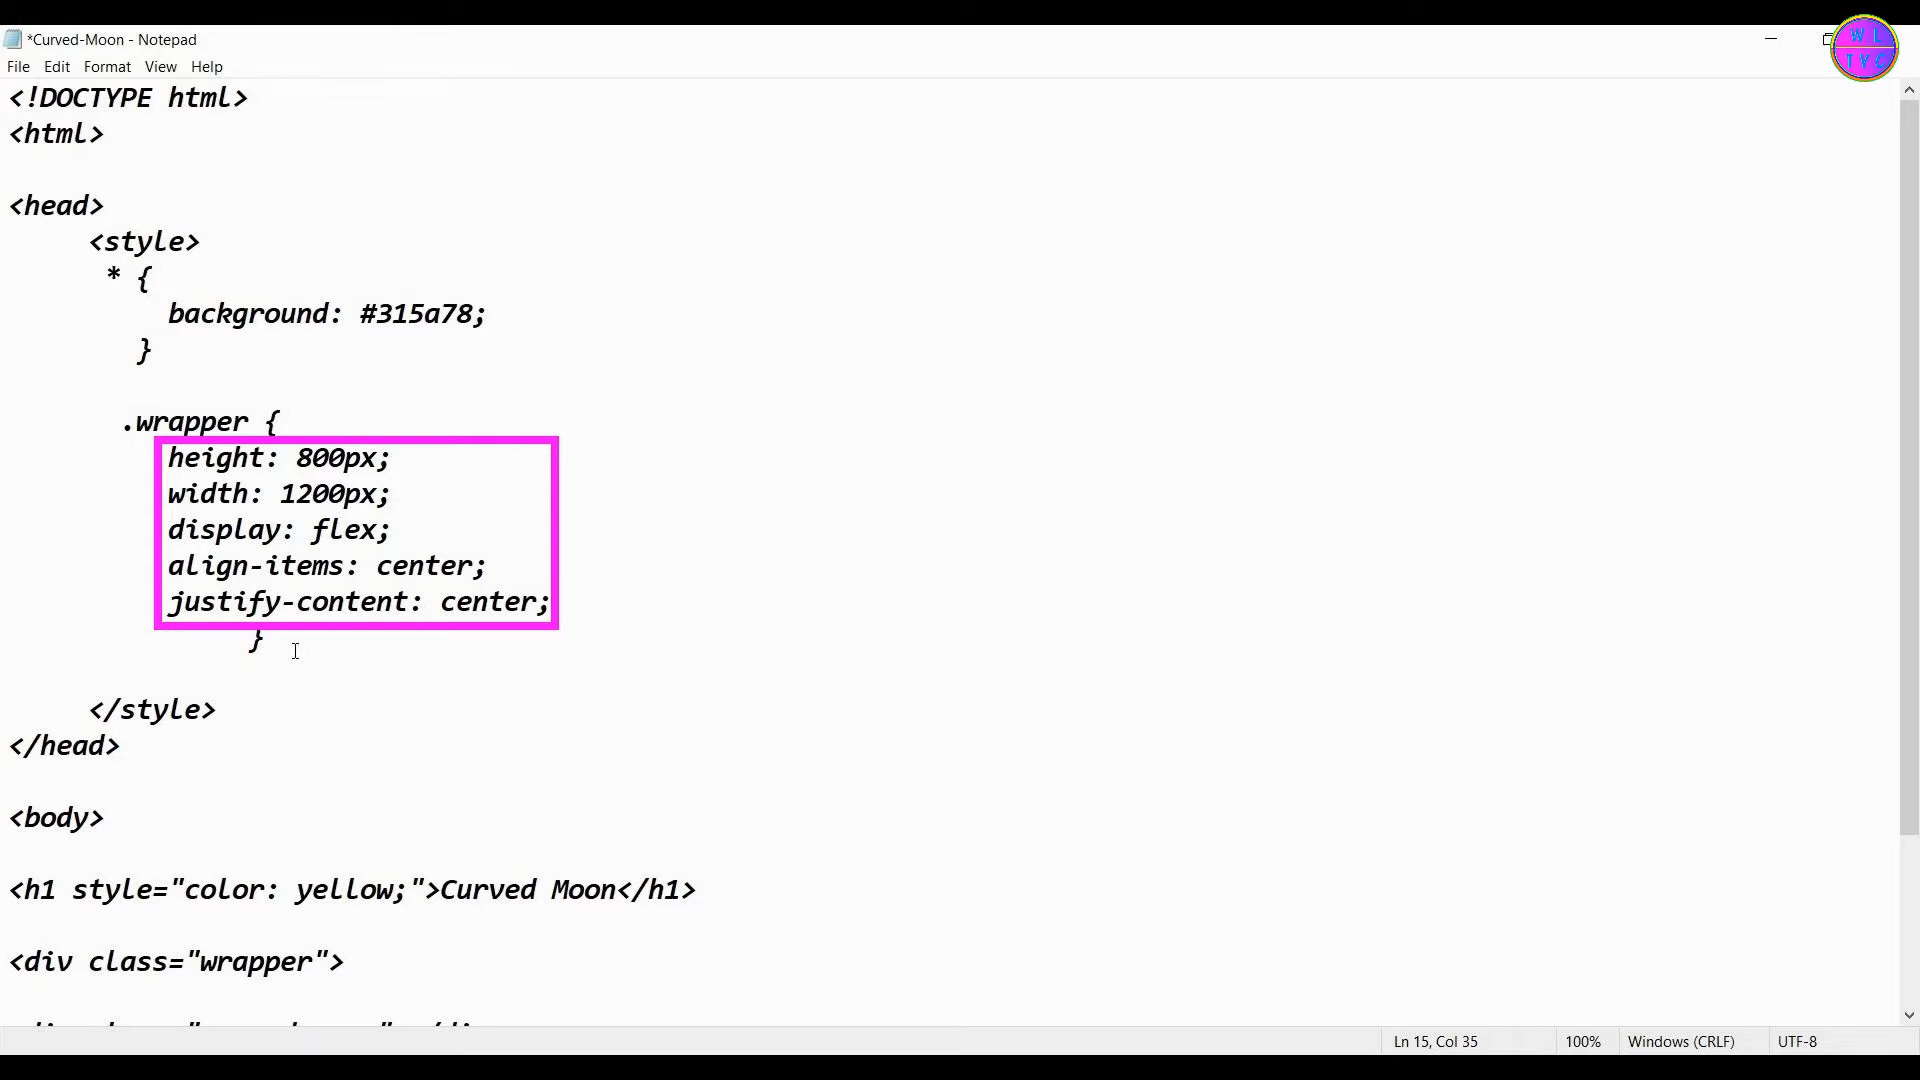 *Curved-Moon - Notepad
W L
T Y C
File Edit Format View Help
<!DOCTYPE html>
<html>
<head>
<style>
* {
background: #315a78;
}
.wrapper {
height: 800px;
width: 1200px;
display: flex;
align-items: center;
justify-content: center;
}
</style>
</head>
<body>
<h1 style="color: yellow;">Curved Moon</h1>
<div class="wrapper">
Ln 15, Col 35 100% Windows (CRLF) UTF-8